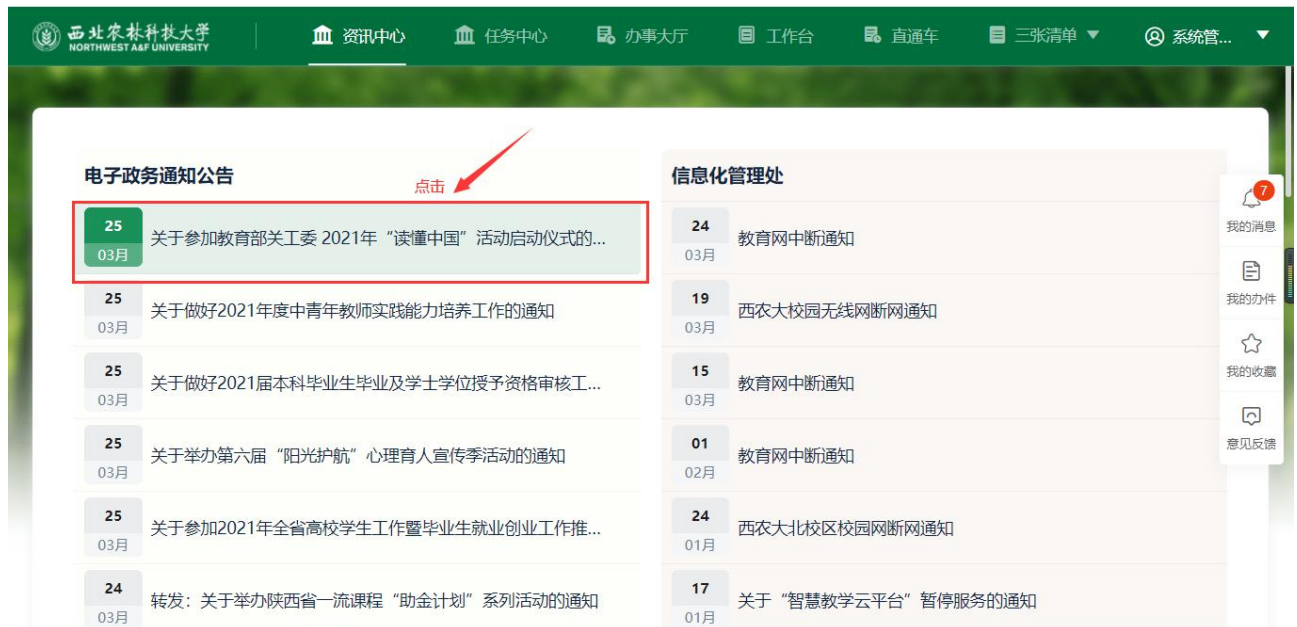 西北农林科技大学
NORTHWEST A&F UNIVERSITY
资讯中心
任务中心
办事大厅
工作台
直通车
三张清单
系统管...
电子政务通知公告
点击
25
03月
关于参加教育部关工委 2021年“读懂中国”活动启动仪式的...
25
03月
关于做好2021年度中青年教师实践能力培养工作的通知
25
03月
关于做好2021届本科毕业生毕业及学士学位授予资格审核工...
25
03月
关于举办第六届“阳光护航”心理育人宣传季活动的通知
25
03月
关于参加2021年全省高校学生工作暨毕业生就业创业工作推...
24
03月
转发：关于举办陕西省一流课程“助金计划”系列活动的通知
信息化管理处
24
03月
教育网中断通知
19
03月
西农大校园无线网断网通知
15
03月
教育网中断通知
01
02月
教育网中断通知
24
01月
西农大北校区校园网断网通知
17
01月
关于“智慧教学云平台”暂停服务的通知
7
我的消息
我的办件
我的收藏
意见反馈